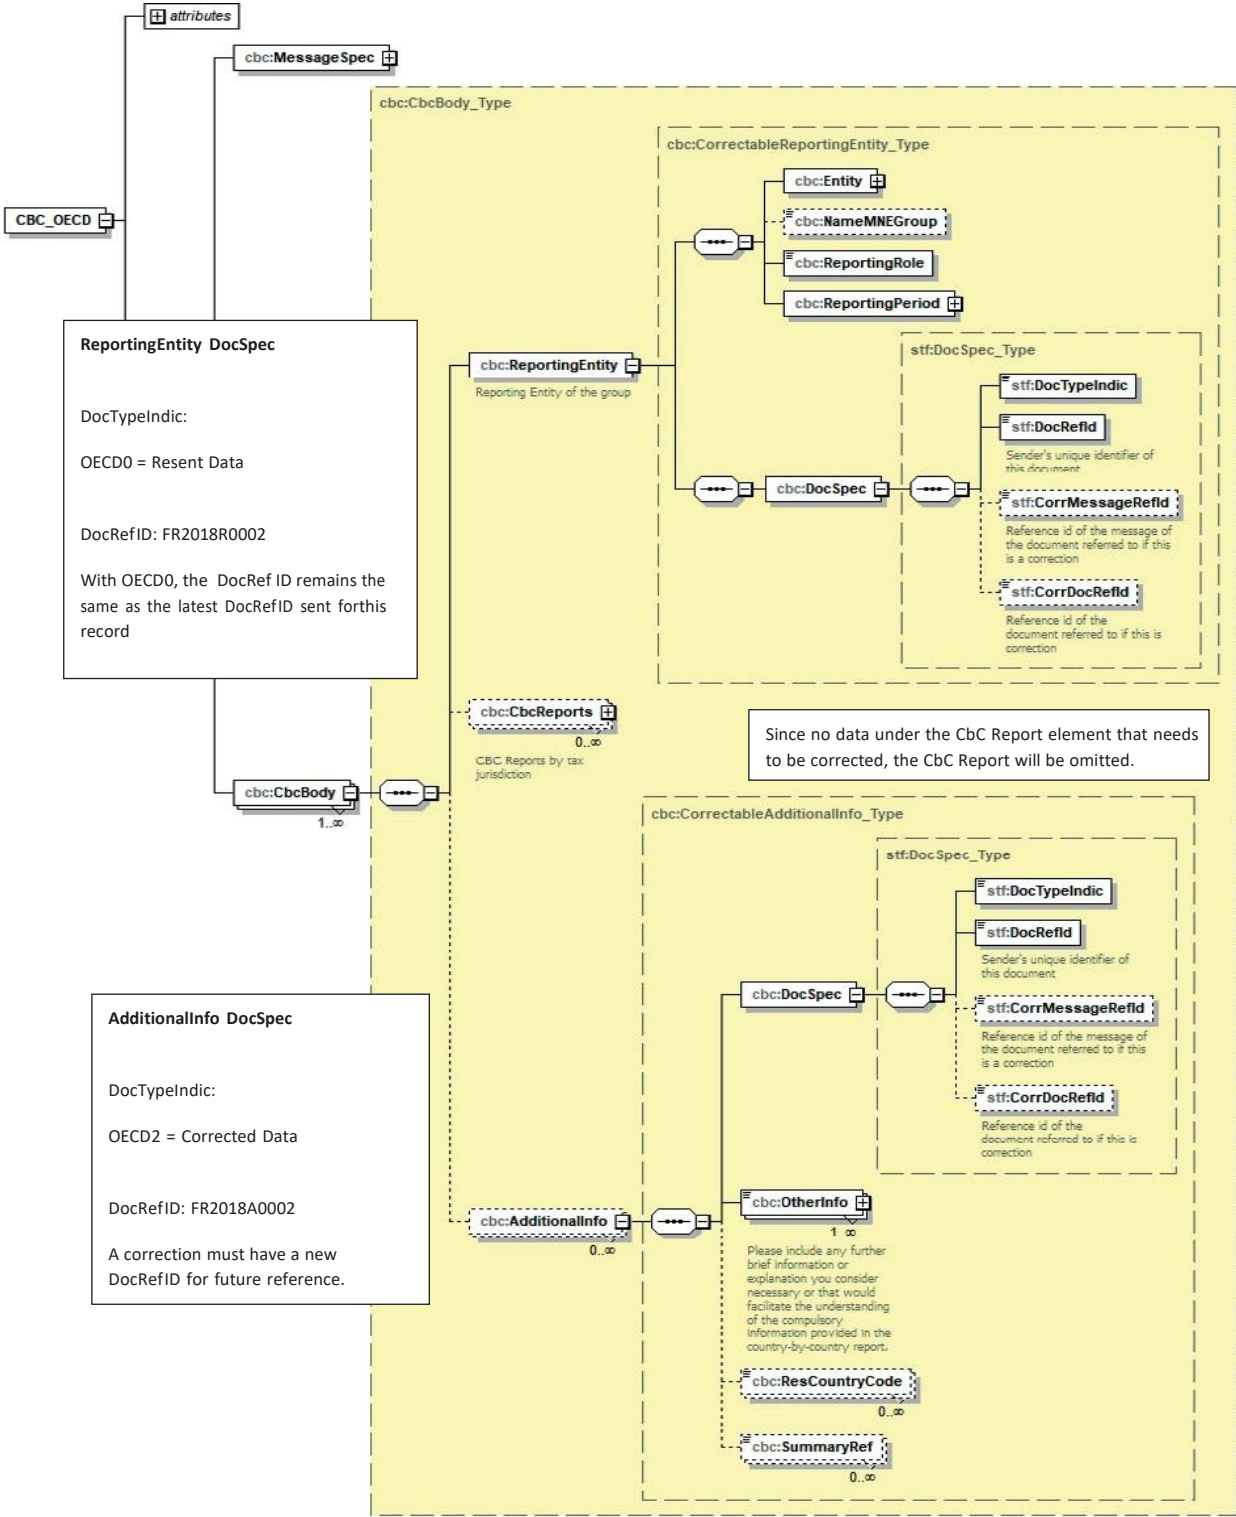 attributes
cbc:MessageSpec
cbc:CbcBody_Type
cbc:CorrectableReportingEntity_Type
cbc:Entity
CBC_OECD
cbc:NameMNEGroup
cbc:ReportingRole
cbc:ReportingPeriod
ReportingEntity DocSpec
DocTypeIndic:
OECD0 = Resent Data
DocRefID: FR2018R0002
With OECD0, the DocRef ID remains the
same as the latest DocRefID sent forthis
record
cbc:ReportingEntity
Reporting Entity of the group
stf:DocSpec_Type
stf:DocTypeIndic
stf:DocRefId
Sender's unique identifier of
this document
cbc:DocSpec
stf:CorrMessageRefId
Reference id of the message of
the document referred to if this
is a correction
stf:CorrDocRefId
Reference id of the
document referred to if this is
correction
cbc:CbcReports
0..∞
CBC Reports by tax
jurisdiction
Since no data under the CbC Report element that needs
to be corrected, the CbC Report will be omitted.
cbc:CbcBody
1..∞
cbc:CorrectableAdditionalInfo_Type
stf:DocSpec_Type
stf:DocTypeIndic
stf:DocRefId
Sender's unique identifier of
this document
cbc:DocSpec
stf:CorrMessageRefId
Reference id of the message of
the document referred to if this
is a correction
stf:CorrDocRefId
Reference id of the
document referred to if this is
correction
AdditionalInfo DocSpec
DocTypeIndic:
OECD2 = Corrected Data
DocRefID: FR2018A0002
A correction must have a new
DocRefID for future reference.
cbc:AdditionalInfo
0..∞
cbc:OtherInfo
1 ∞
Please include any further
brief information or
explanation you consider
necessary or that would
facilitate the understanding
of the compulsory
information provided in the
country-by-country report.
cbc:ResCountryCode
0..∞
cbc:SummaryRef
0..∞